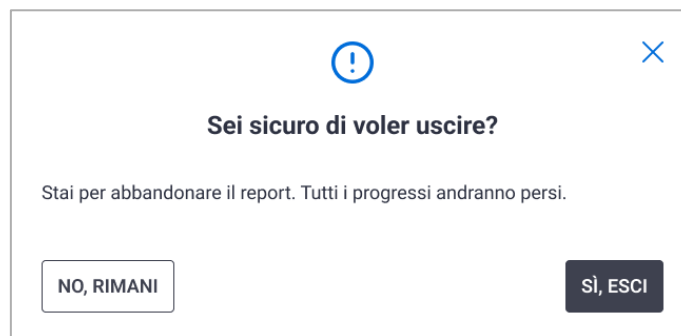 Sei sicuro di voler uscire?
Stai per abbandonare il report. Tutti i progressi andranno persi.
NO, RIMANI
SÌ, ESCI